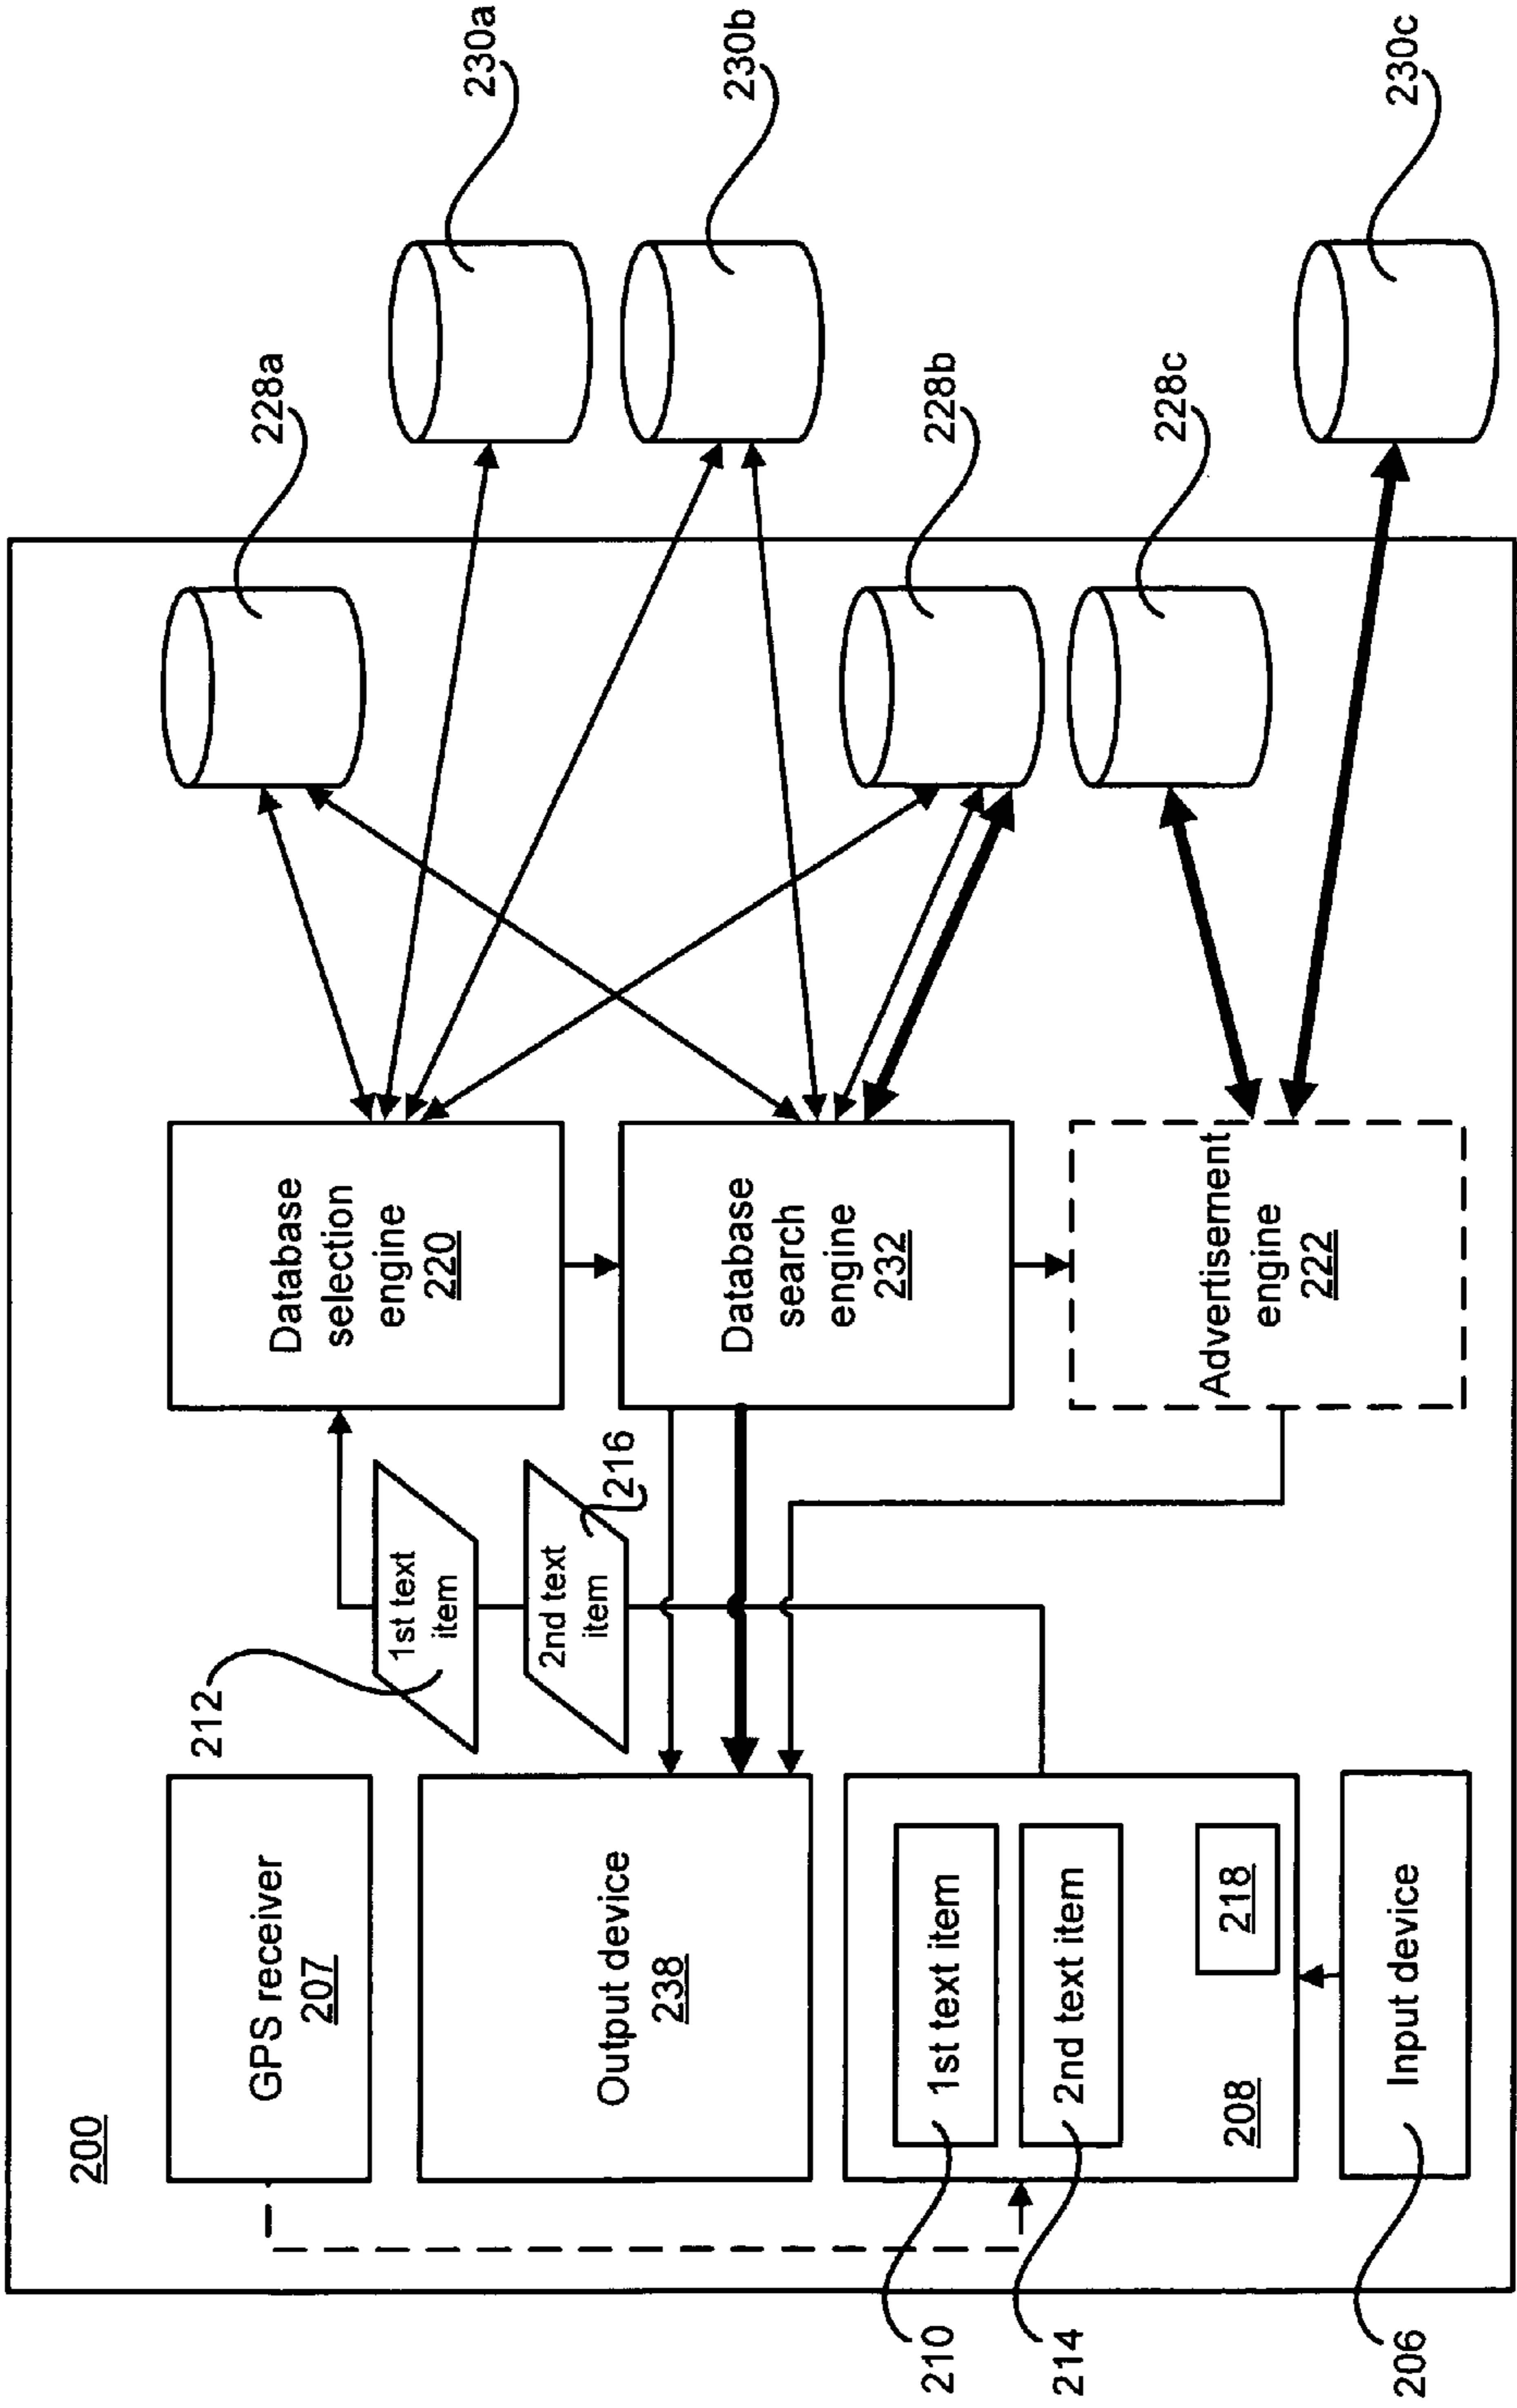 200
GPS receiver
207
Output device
238
1st text item
2nd text item
218
208
Input device
210
214
206
212
1st text
item
2nd text
item
216
Database
selection
engine
220
Database
search
engine
232
Advertisement
engine
222
228a
228b
228c
230a
230b
230c